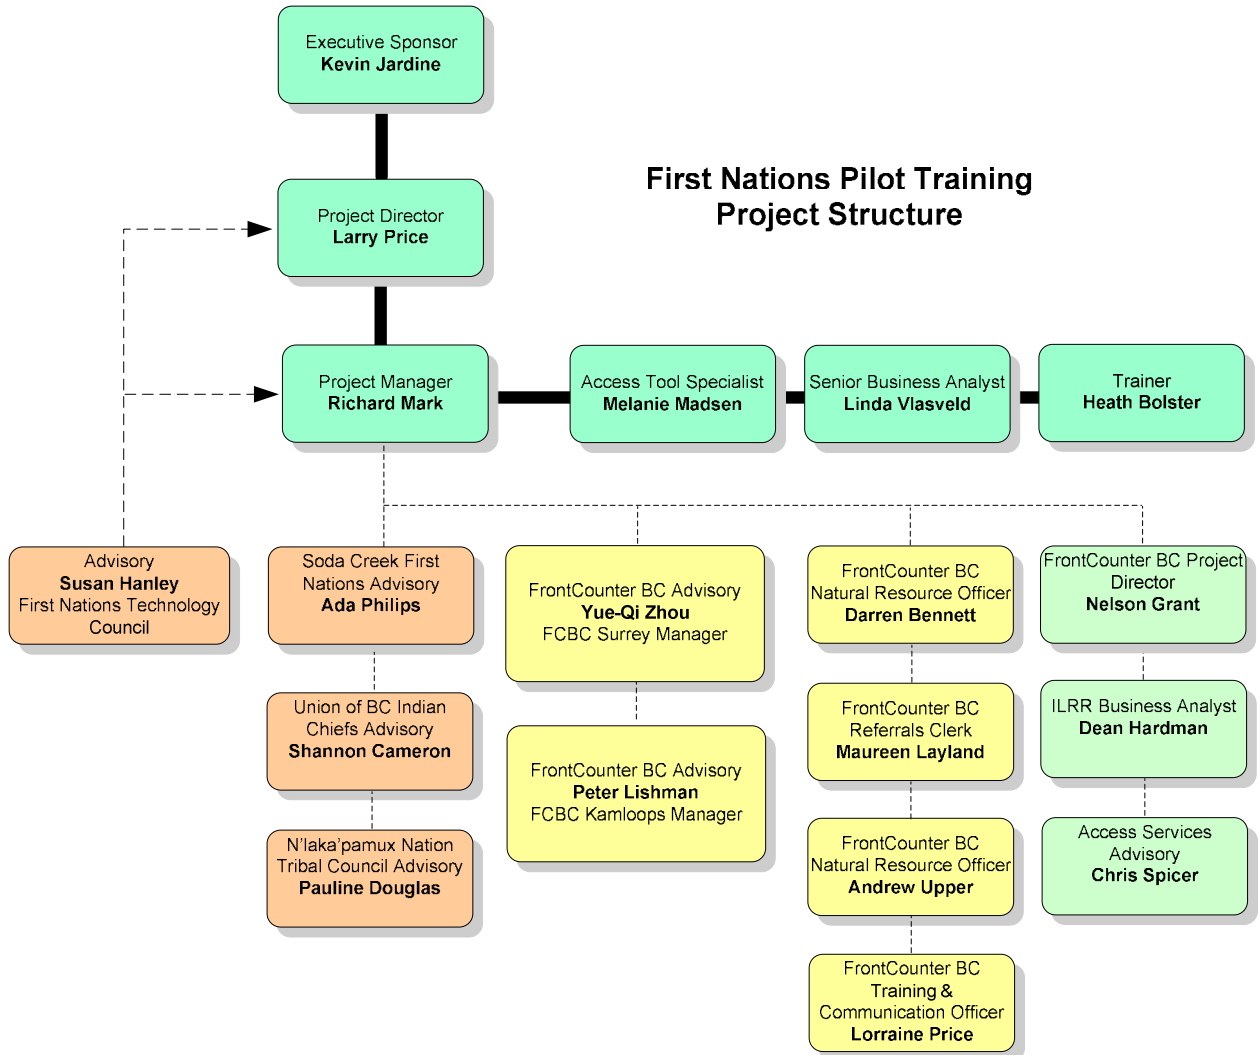 Executive Sponsor
Kevin Jardine
First Nations Pilot Training
Project Structure
Project Director
Larry Price
Project Manager
Richard Mark
Access Tool Specialist
Melanie Madsen
Senior Business Analyst
Linda Vlasveld
Trainer
Heath Bolster
Advisory
Susan Hanley
First Nations Technology
Council
Soda Creek First
Nations Advisory
Ada Philips
Union of BC Indian
Chiefs Advisory
Shannon Cameron
N'laka'pamux Nation
Tribal Council Advisory
Pauline Douglas
FrontCounter BC Advisory
Yue-Qi Zhou
FCBC Surrey Manager
FrontCounter BC Advisory
Peter Lishman
FCBC Kamloops Manager
FrontCounter BC
Natural Resource Officer
Darren Bennett
FrontCounter BC
Referrals Clerk
Maureen Layland
FrontCounter BC
Natural Resource Officer
Andrew Upper
FrontCounter BC
Training &
Communication Officer
Lorraine Price
FrontCounter BC Project
Director
Nelson Grant
ILRR Business Analyst
Dean Hardman
Access Services
Advisory
Chris Spicer